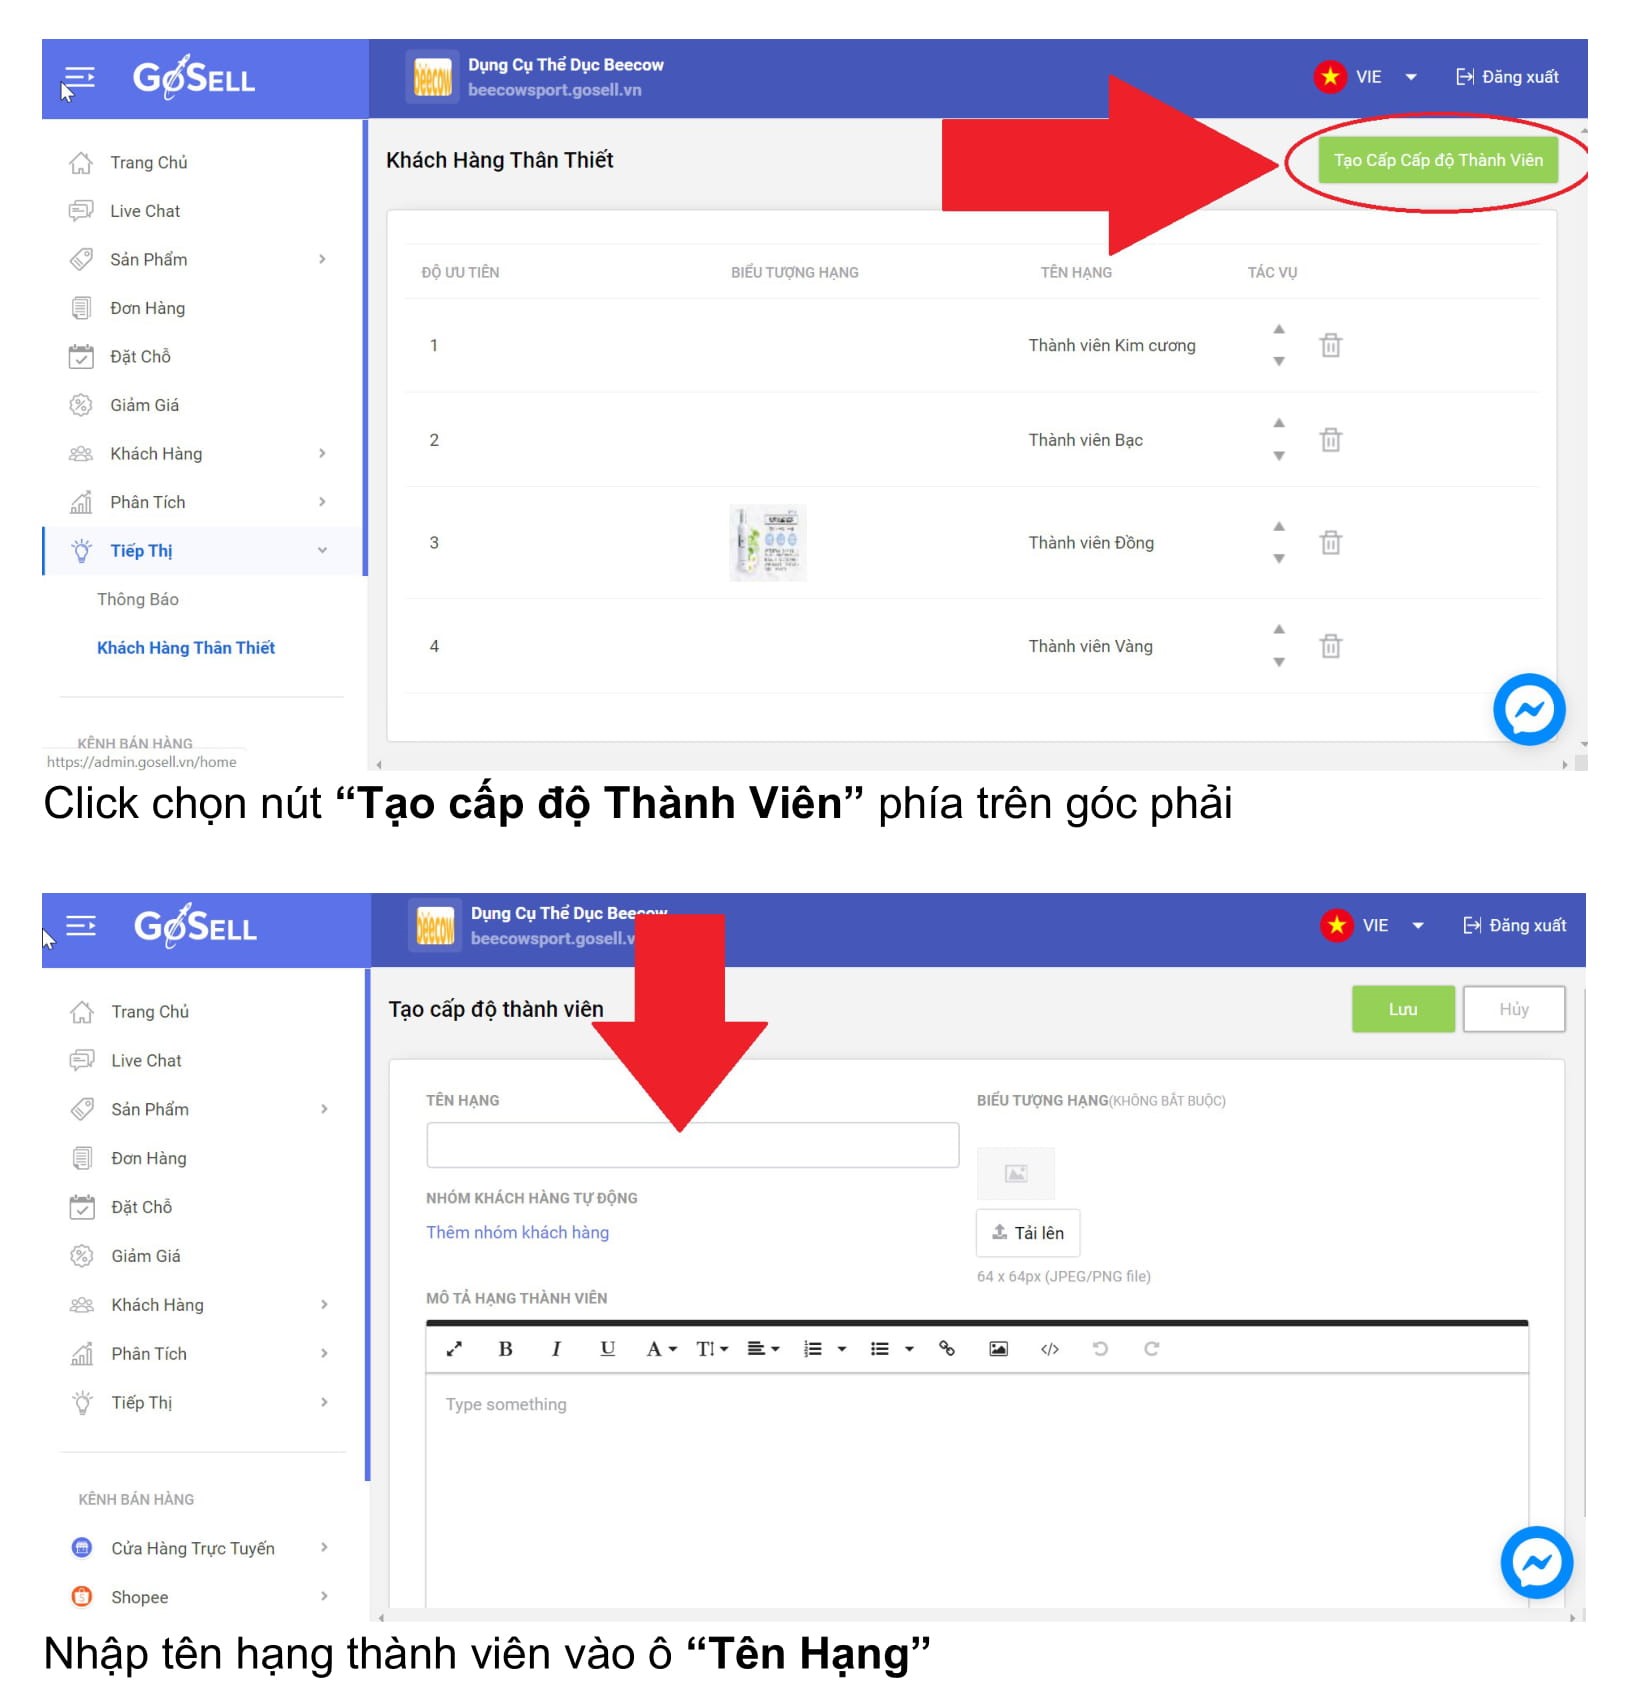 GoSELL
Dụng Cụ Thể Dục Beecow
beecowsport.gosell.vn
VIE
Đăng xuất
Trang Chủ
Live Chat
Sản Phẩm
Đơn Hàng
Đặt Chỗ
Giảm Giá
Khách Hàng
Phân Tích
Tiếp Thị
Thông Báo
Khách Hàng Thân Thiết
KÊNH BÁN HÀNG
https://admin.gosell.vn/home
Khách Hàng Thân Thiết
Tạo Cấp Cấp độ Thành Viên
ĐỘ ƯU TIÊN BIỂU TƯỢNG HẠNG TÊN HẠNG TÁC VỤ
1 Thành viên Kim cương
2 Thành viên Bạc
3 Thành viên Đồng
4 Thành viên Vàng
Click chọn nút “Tạo cấp độ Thành Viên” phía trên góc phải
GoSELL
Dụng Cụ Thể Dục Beecow
beecowsport.gosell.v
VIE
Đăng xuất
Trang Chủ
Live Chat
Sản Phẩm
Đơn Hàng
Đặt Chỗ
Giảm Giá
Khách Hàng
Phân Tích
Tiếp Thị
KÊNH BÁN HÀNG
Cửa Hàng Trực Tuyến
Shopee
Tạo cấp độ thành viên
Lưu
Hủy
TÊN HẠNG
BIỂU TƯỢNG HẠNG(KHÔNG BẮT BUỘC)
NHÓM KHÁCH HÀNG TỰ ĐỘNG
Thêm nhóm khách hàng
Tải lên
64 x 64px (JPEG/PNG file)
MÔ TẢ HẠNG THÀNH VIÊN
Type something
Nhập tên hạng thành viên vào ô “Tên Hạng”